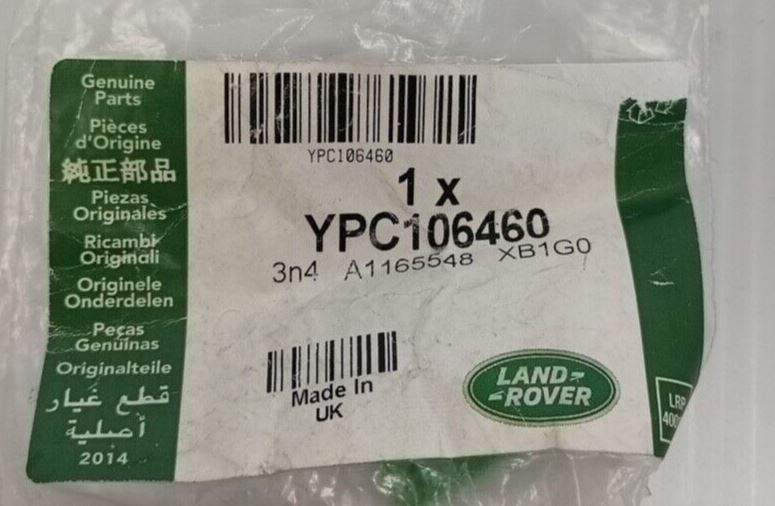 Genuine
Parts
Pièces
d'Origine
純正部品
Piezas
Originales
Ricambi
Originali
Originele
Onderdelen
Peças
Genuínas
Originalteile
قطع غيار
أصلية
2014
YPC106460
1 x
YPC106460
3n4 A1165548 XB1G0
Made In
UK
LAND-
-ROVER
LRP